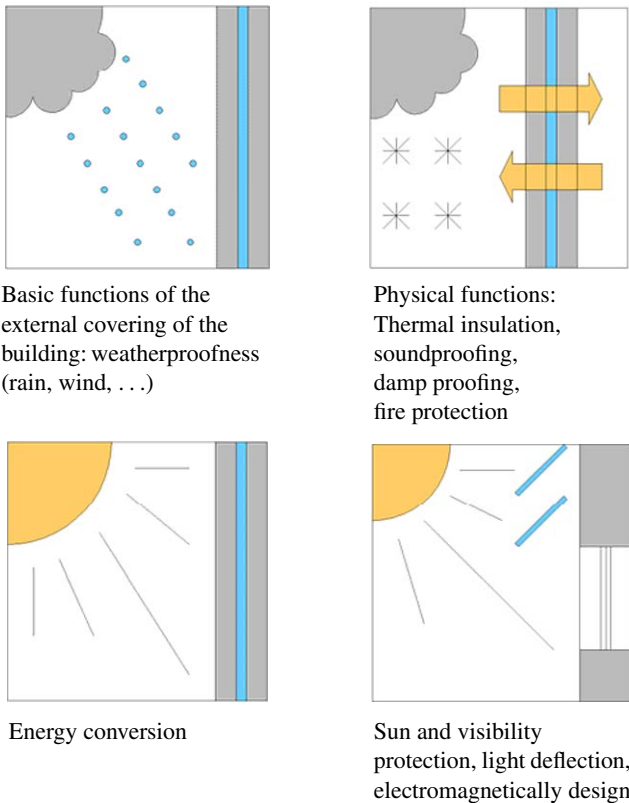 Basic functions of the
external covering of the
building: weatherproofness
(rain, wind, . . .)
Physical functions:
Thermal insulation,
soundproofing,
damp proofing,
fire protection
Energy conversion
Sun and visibility
protection, light deflection,
electromagnetically design